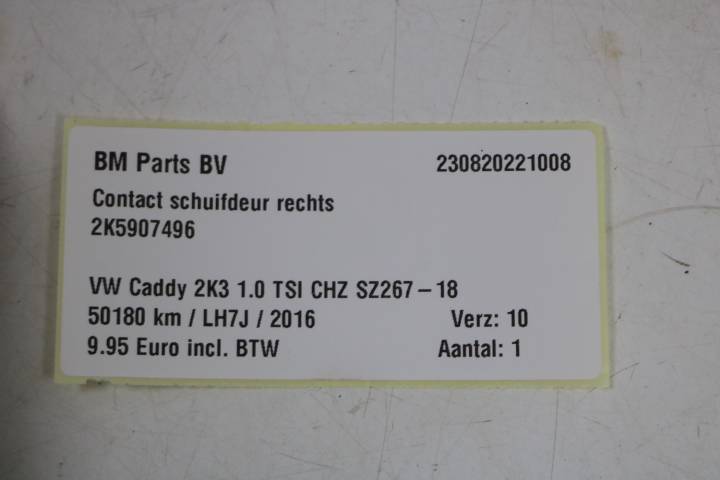 BM Parts BV 230820221008
Contact schuifdeur rechts
2K5907496
VW Caddy 2K3 1.0 TSI CHZ SZ267-18
50180 km / LH7J / 2016 Verz: 10
9.95 Euro incl. BTW Aantal: 1